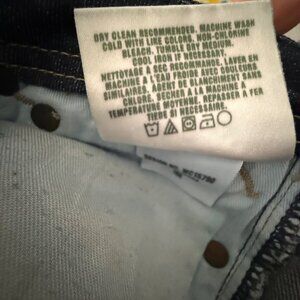 DRY CLEAN RECOMMENDED. MACHINE WASH
COLD WITH LIKE COLORS. NON-CHLORINE
BLEACH. TUMBLE DRY MEDIUM.
COOL IRON IF NECESSARY.
NETTOYAGE A SEC RECOMMANDE. LAVER EN
MACHINE A L'EAU FROIDE AVEC COULEURS
SIMILAIRES. AGENT DE BLANCHIMENT SANS
CHLORE. SECHER A LA MACHINE A
TEMPERATURE MOYENNE. REPASSER A FER
TIEDE SI NECESSAIRE.